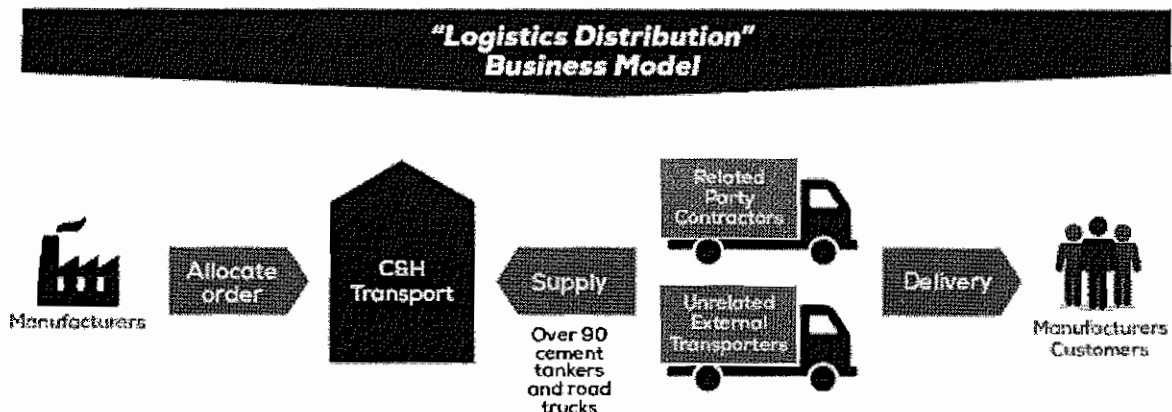 "Logistics Distribution"
Business Model
Manufacturers
Allocate
order
C&H
Transport
Supply
Over 90
cement
tankers
and road
trucks
Related
Party
Contractors
Unrelated
External
Transporters
Delivery
Manufacturers
Customers